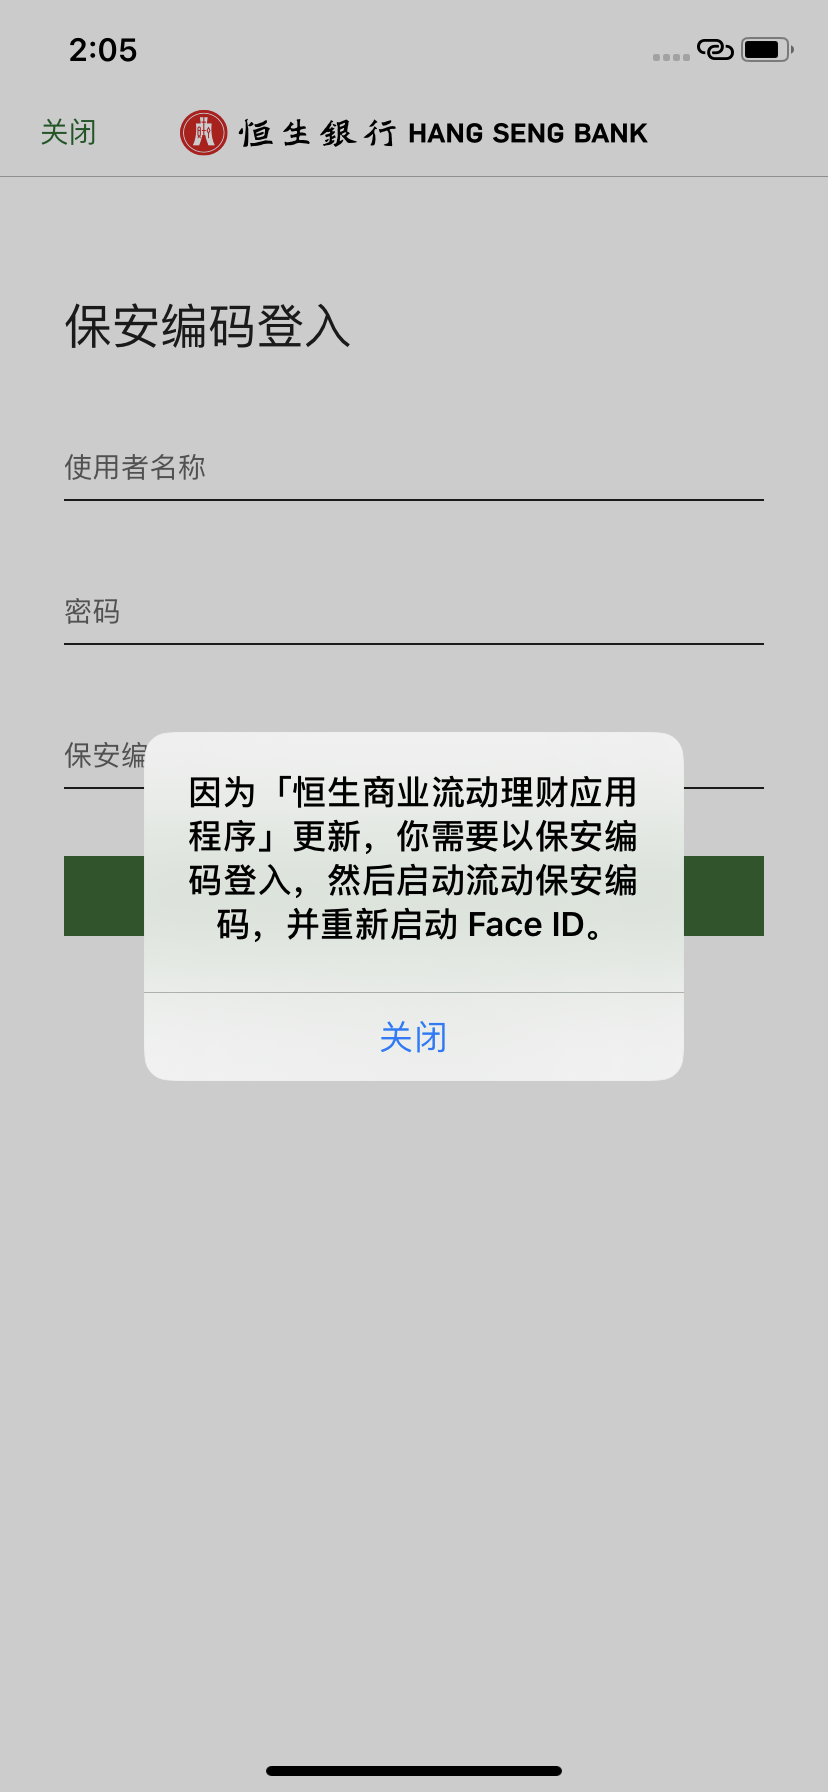 2:05
关闭
恒生銀行 HANG SENG BANK
保安编码登入
使用者名称
密码
保安编
因为「恒生商业流动理财应用
程序」更新，你需要以保安编
码登入，然后启动流动保安编
码，并重新启动 Face ID。
关闭